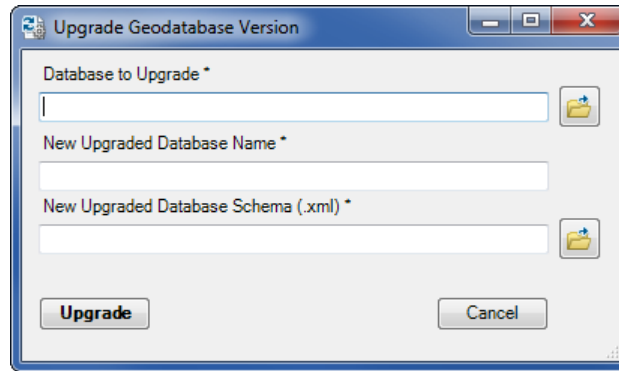 Upgrade Geodatabase Version
Database to Upgrade *
New Upgraded Database Name *
New Upgraded Database Schema (.xml) *
Upgrade
Cancel